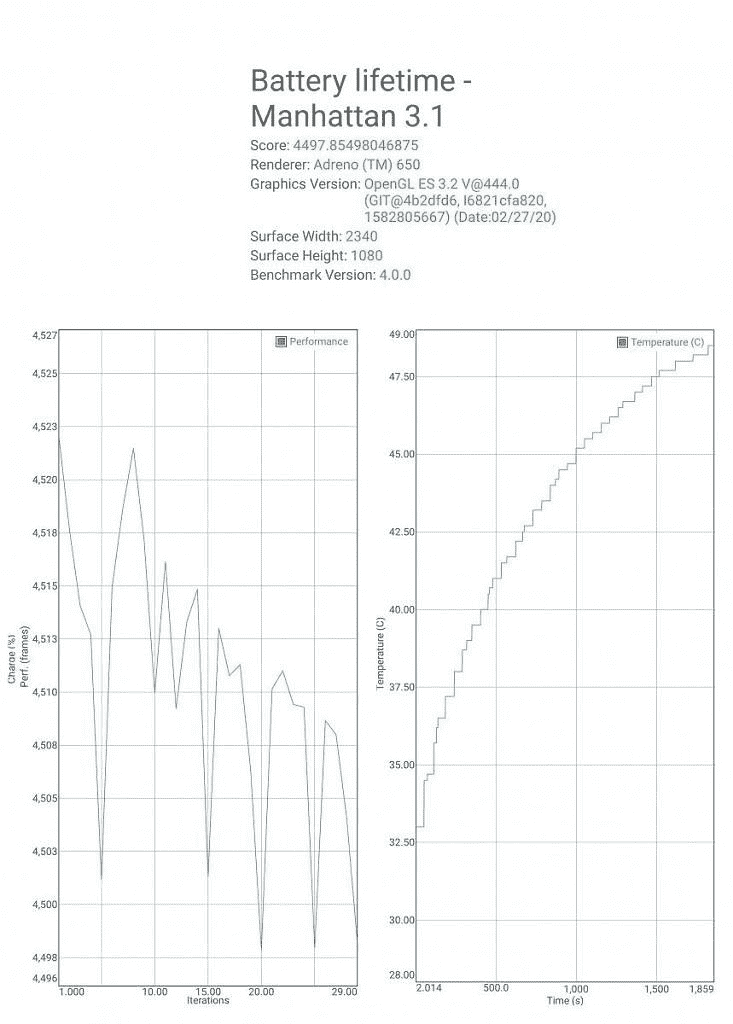 Battery lifetime -
Manhattan 3.1
Score: 4497.85498046875
Renderer: Adreno (TM) 650
Graphics Version: OpenGL ES 3.2 V@444.0
(GIT@4b2dfd6, I6821cfa820,
1582805667) (Date:02/27/20)
Surface Width: 2340
Surface Height: 1080
Benchmark Version: 4.0.0
Performance
4,527
4,525
4,523
4,520
4,518
4,515
4,513
4,510
4,508
4,505
4,503
4,500
4,498
4,496
Charge (%)
Perf. (frames)
1.000
10.00
15.00
20.00
29.00
Iterations
Temperature (C)
49.00
47.50
45.00
42.50
40.00
37.50
35.00
32.50
30.00
28.00
Temperature (C)
2.014
500.0
1,000
1,500
1,859
Time (s)